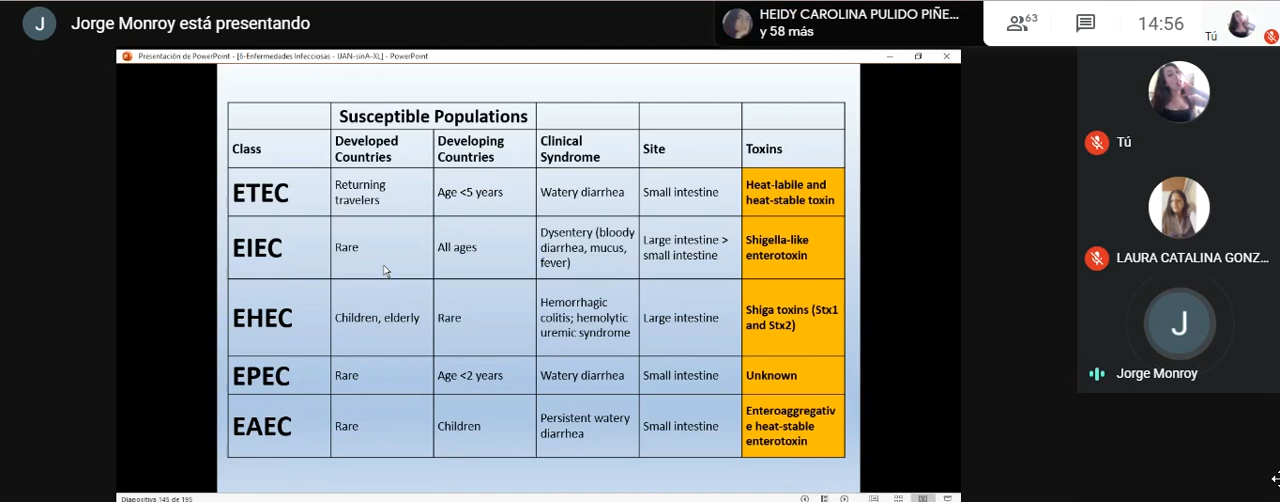 J
Jorge Monroy está presentando
HEIDY CAROLINA PULIDO PIÑE...
y 58 más
63
14:56
Tú
Presentación de PowerPoint - [6-Enfermedades Infecciosas - UAN-sinA-XL] - PowerPoint
Susceptible Populations
Class
Developed
Countries
Developing
Countries
Clinical
Syndrome
Site
Toxins
ETEC
Returning
travelers
Age <5 years
Watery diarrhea
Small intestine
Heat-labile and
heat-stable toxin
EIEC
Rare
All ages
Dysentery (bloody
diarrhea, mucus,
fever)
Large intestine >
small intestine
Shigella-like
enterotoxin
EHEC
Children, elderly
Rare
Hemorrhagic
colitis; hemolytic
uremic syndrome
Large intestine
Shiga toxins (Stx1
and Stx2)
EPEC
Rare
Age <2 years
Watery diarrhea
Small intestine
Unknown
EAEC
Rare
Children
Persistent watery
diarrhea
Small intestine
Enteroaggregativ
e heat-stable
enterotoxin
Diapositiva 145 de 195
Tú
LAURA CATALINA GONZ...
J
Jorge Monroy